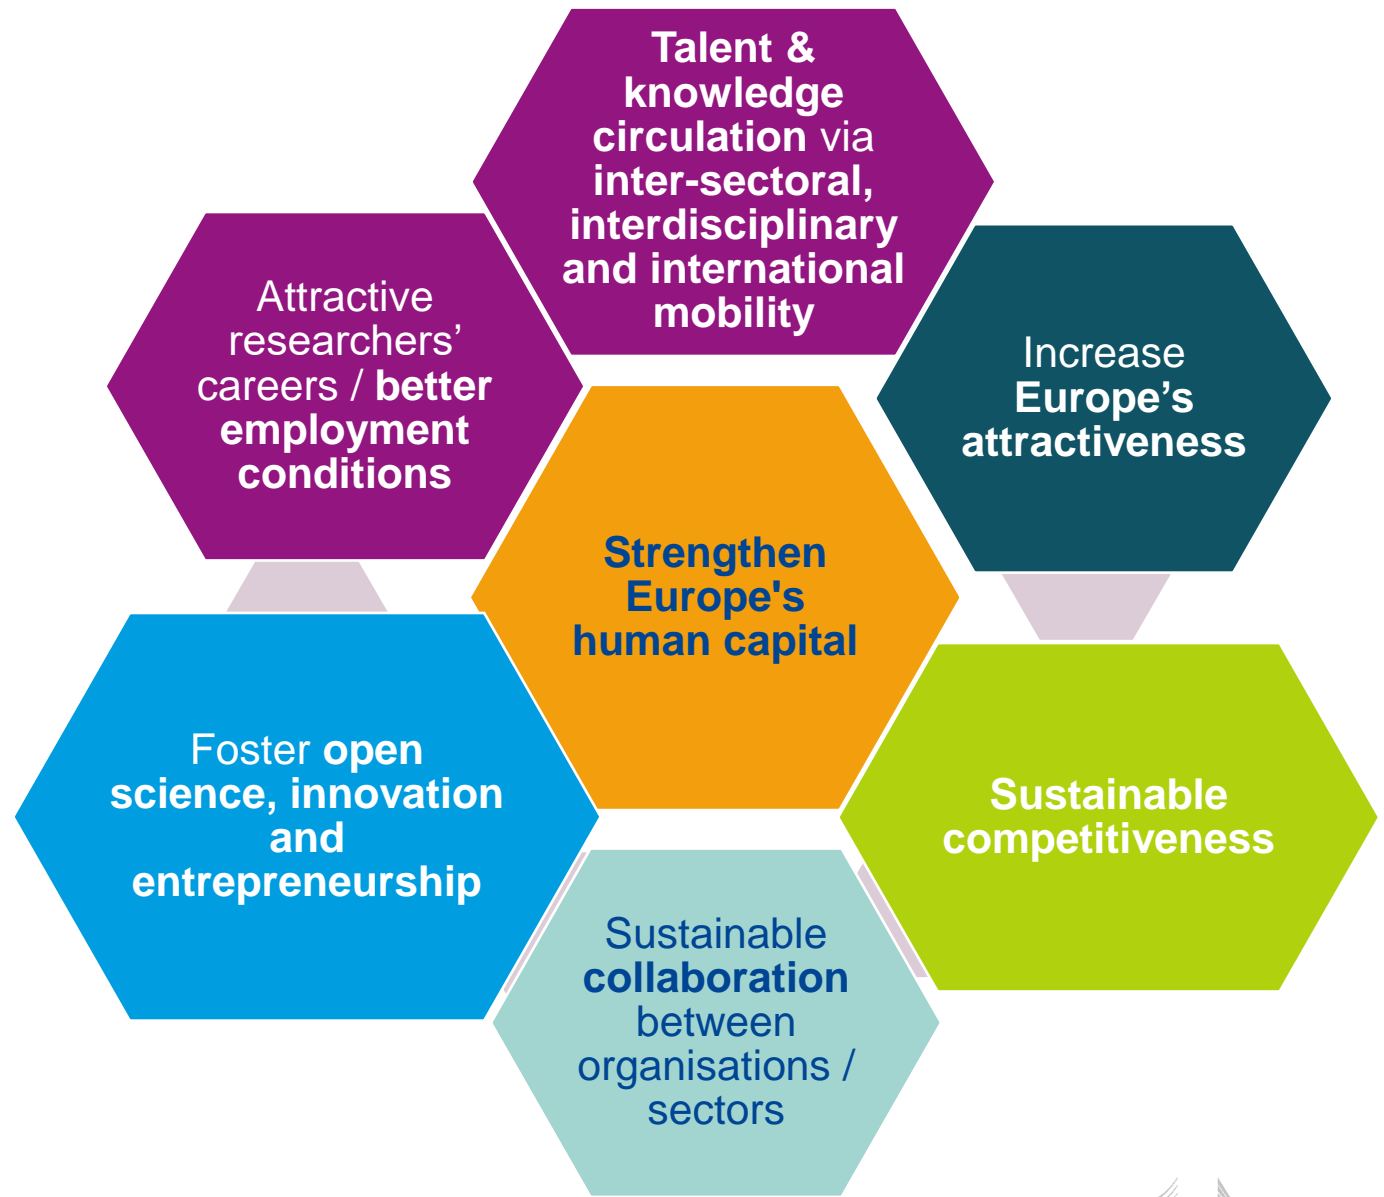 Talent &
knowledge
circulation via
inter-sectoral,
interdisciplinary
and international
mobility
Attractive
researchers’
careers / better
employment
conditions
Increase
Europe’s
attractiveness
Strengthen
Europe's
human capital
Foster open
science, innovation
and
entrepreneurship
Sustainable
competitiveness
Sustainable
collaboration
between
organisations /
sectors